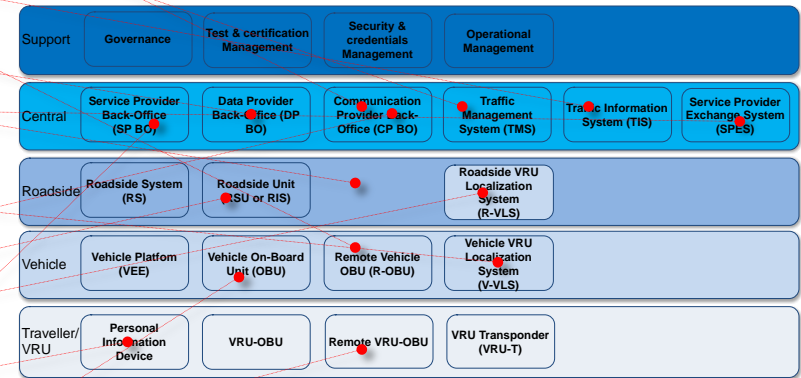 Support
Governance
Test & certification
Management
Security &
credentials
Management
Operational
Management
Central
Service Provider
Back-Office
(SP BO)
Data Provider
Back-Office (DP
BO)
Communication
Provider Back-
Office (CP BO)
Traffic
Management
System (TMS)
Traffic Information
System (TIS)
Service Provider
Exchange System
(SPES)
Roadside
Roadside System
(RS)
Roadside Unit
(RSU or RIS)
Roadside VRU
Localization
System
(R-VLS)
Vehicle
Vehicle Platfom
(VEE)
Vehicle On-Board
Unit (OBU)
Remote Vehicle
OBU (R-OBU)
Vehicle VRU
Localization
System
(V-VLS)
Traveller/
VRU
Personal
Information
Device
VRU-OBU
Remote VRU-OBU
VRU Transponder
(VRU-T)